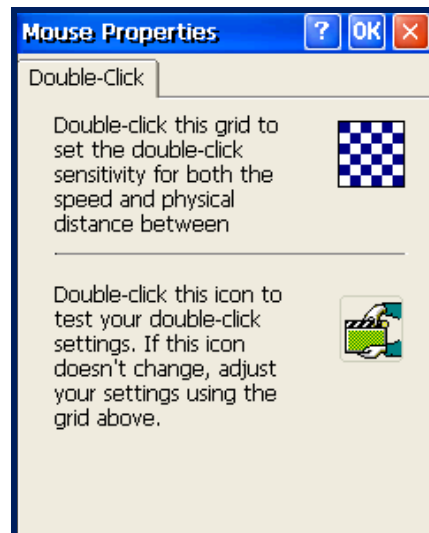 Mouse Properties ? OK ×
Double-Click
Double-click this grid to
set the double-click
sensitivity for both the
speed and physical
distance between
Double-click this icon to
test your double-click
settings. If this icon
doesn't change, adjust
your settings using the
grid above.